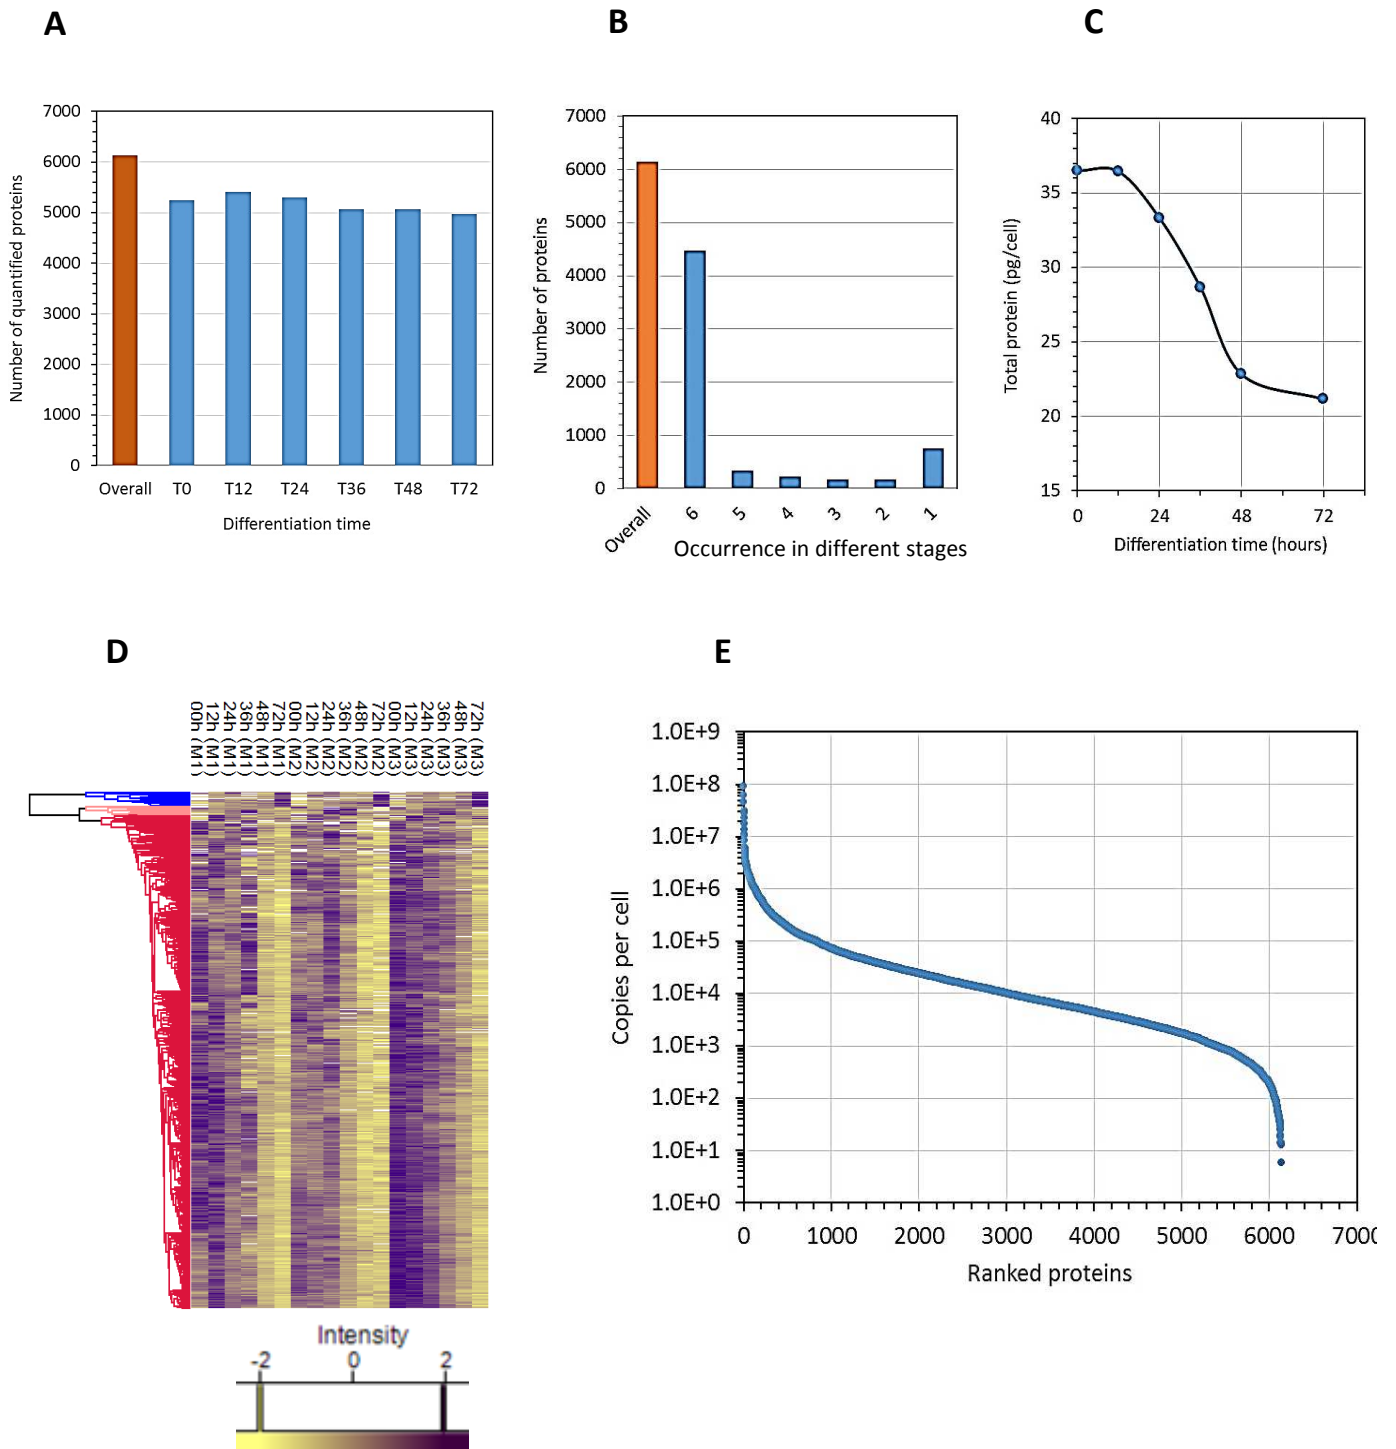 A
B
C
7000
6000
5000
4000
3000
2000
1000
0
Number of quantified proteins
Overall T0 T12 T24 T36 T48 T72
Differentiation time
7000
6000
5000
4000
3000
2000
1000
0
Number of proteins
Overall 6 5 4 3 2 1
Occurrence in different stages
40
35
30
25
20
15
Total protein (pg/cell)
0 24 48 72
Differentiation time (hours)
D
E
00h (M1)
12h (M1)
24h (M1)
36h (M1)
48h (M1)
72h (M1)
00h (M2)
12h (M2)
24h (M2)
36h (M2)
48h (M2)
72h (M2)
00h (M3)
12h (M3)
24h (M3)
36h (M3)
48h (M3)
72h (M3)
Intensity
-2 0 2
1.0E+9
1.0E+8
1.0E+7
1.0E+6
1.0E+5
1.0E+4
1.0E+3
1.0E+2
1.0E+1
1.0E+0
Copies per cell
0 1000 2000 3000 4000 5000 6000 7000
Ranked proteins